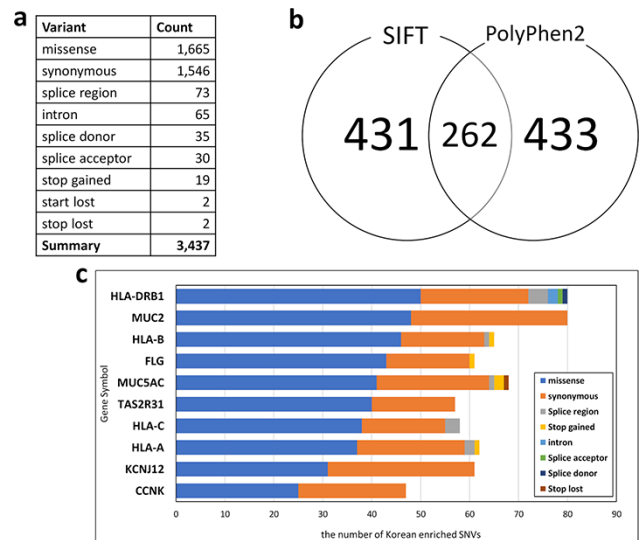 a
Variant Count
missense 1,665
synonymous 1,546
splice region 73
intron 65
splice donor 35
splice acceptor 30
stop gained 19
start lost 2
stop lost 2
Summary 3,437
b
SIFT PolyPhen2
431 262 433
c
Gene Symbol
HLA-DRB1
MUC2
HLA-B
FLG
MUC5AC
TAS2R31
HLA-C
HLA-A
KCNJ12
CCNK
missense
synonymous
Splice region
Stop gained
intron
Splice acceptor
Splice donor
Stop lost
0 10 20 30 40 50 60 70 80 90
the number of Korean enriched SNVs